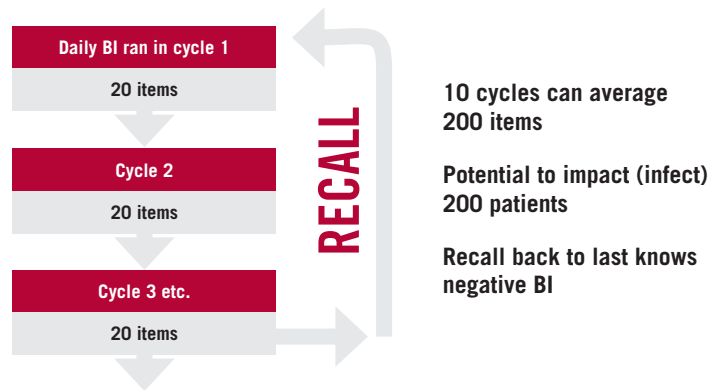 Daily BI ran in cycle 1
20 items
Cycle 2
20 items
Cycle 3 etc.
20 items
RECALL
10 cycles can average
200 items
Potential to impact (infect)
200 patients
Recall back to last knows
negative BI